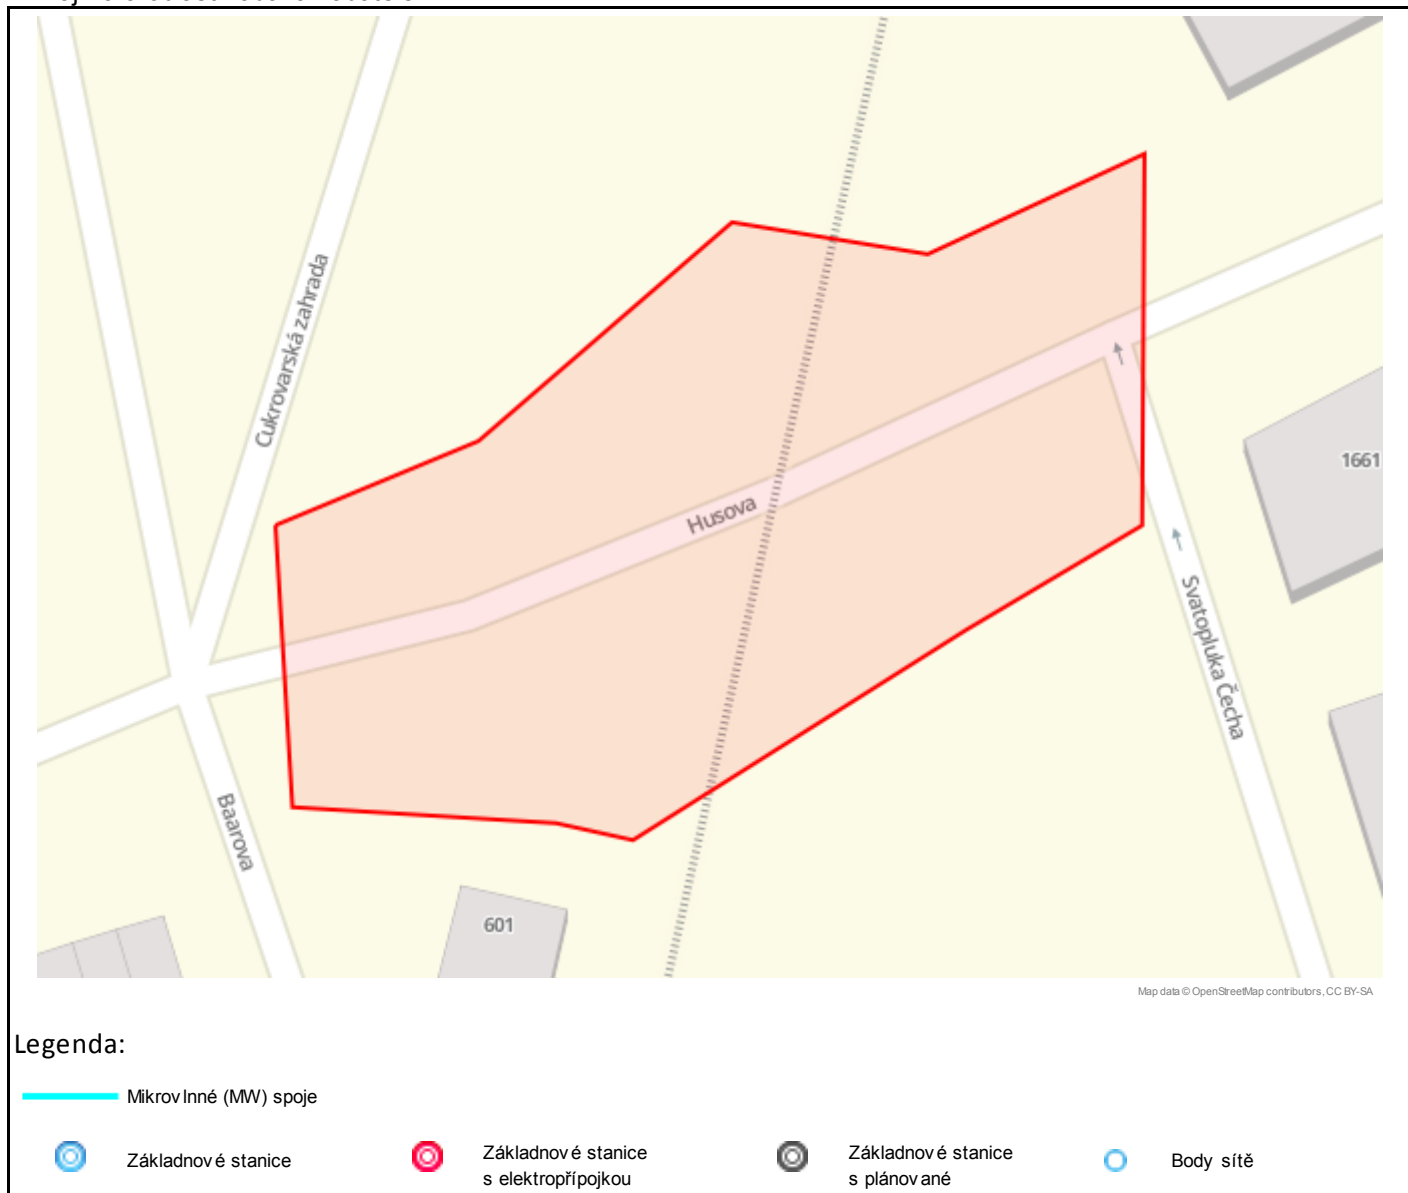 Cukrovarská zahrada
Husova
1661
Svatopluka Čecha
Baarova
601
Map data © OpenStreetMap contributors, CC BY-SA
Legenda:
Mikrovlnné (MW) spoje
Základnové stanice
Základnové stanice
s elektropřípojkou
Základnové stanice
s plánované
Body sítě